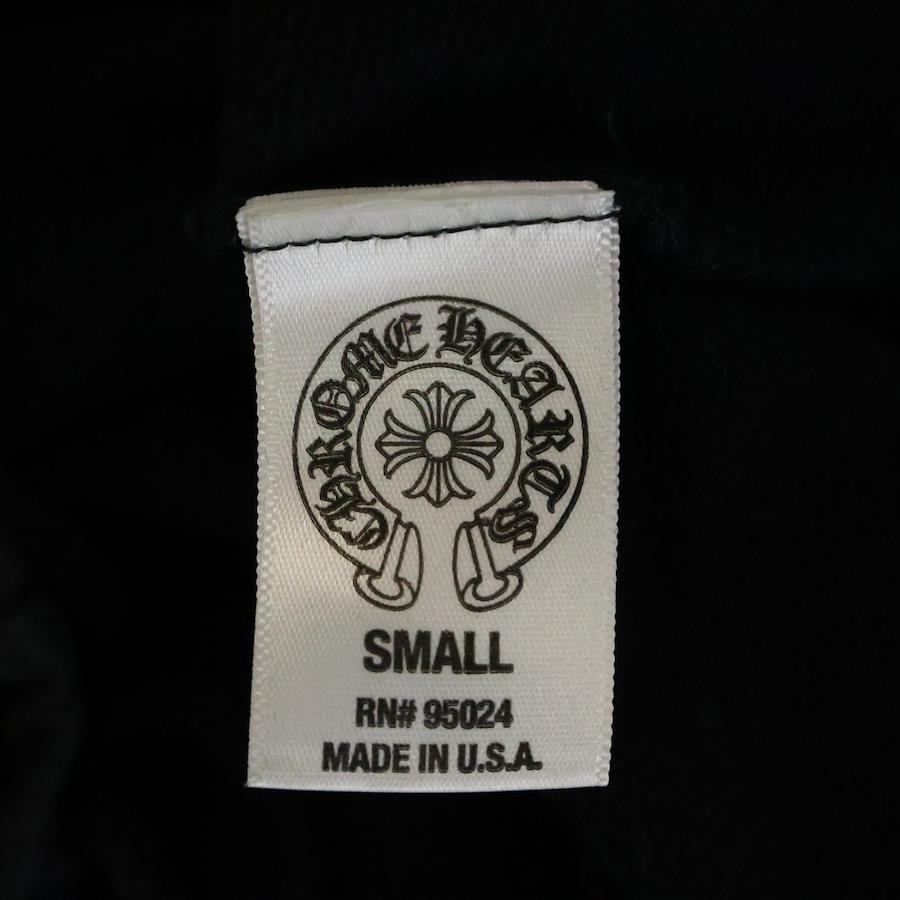 CHROME HEARTS
SMALL
RN# 95024
MADE IN U.S.A.